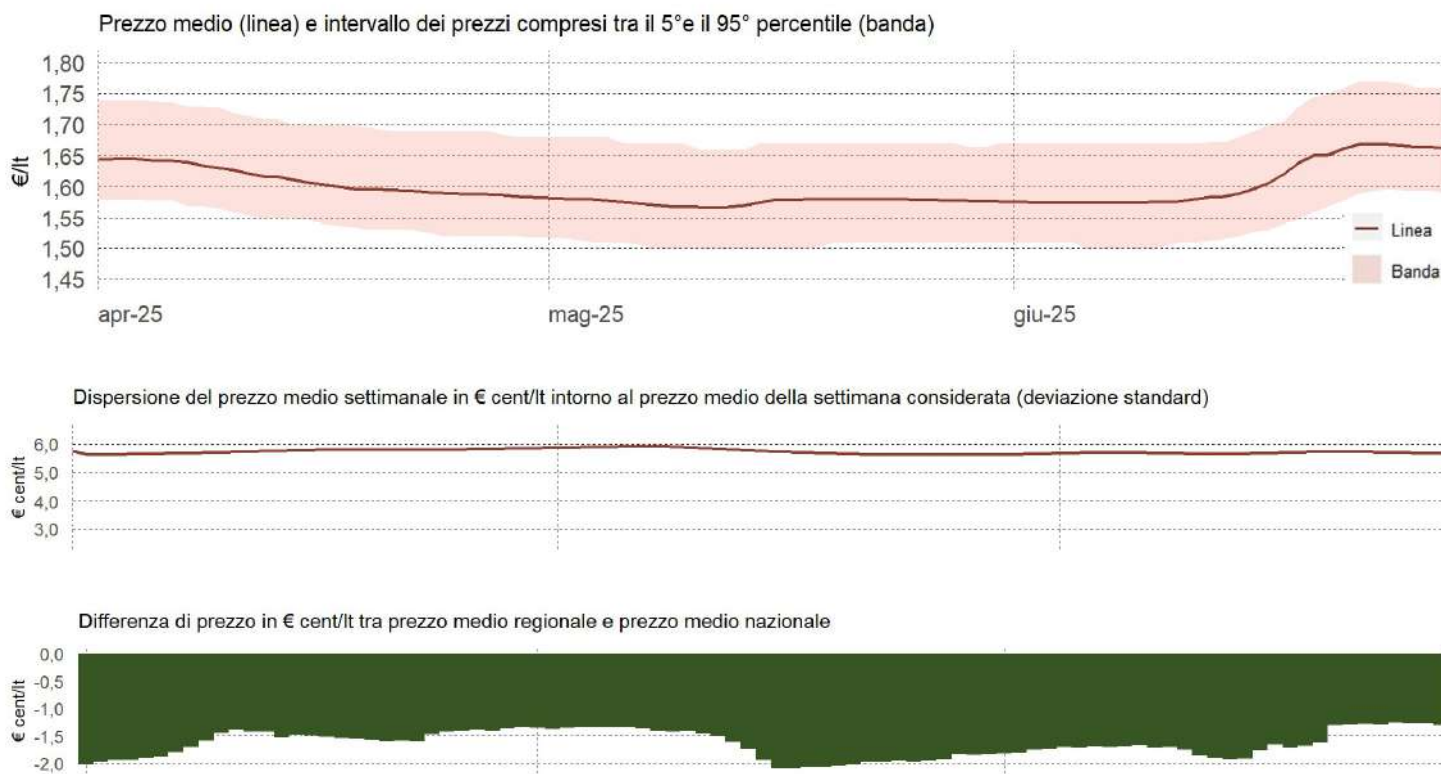 Prezzo medio (linea) e intervallo dei prezzi compresi tra il 5°e il 95° percentile (banda)
1,80
1,75
1,70
1,65
1,60
1,55
1,50
1,45
€/lt
Linea
Banda
apr-25
mag-25
giu-25
Dispersione del prezzo medio settimanale in € cent/lt intorno al prezzo medio della settimana considerata (deviazione standard)
6,0
5,0
4,0
3,0
€ cent/lt
Differenza di prezzo in € cent/lt tra prezzo medio regionale e prezzo medio nazionale
0,0
-0,5
-1,0
-1,5
-2,0
€ cent/lt